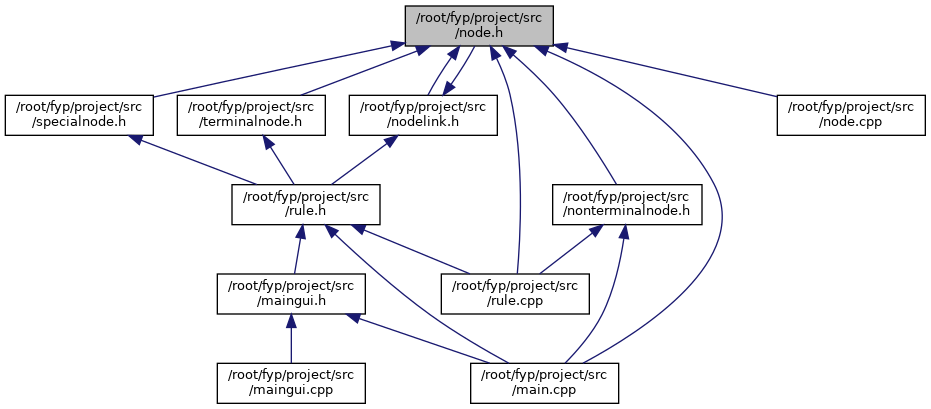 /root/fyp/project/src
/node.h
/root/fyp/project/src
/specialnode.h
/root/fyp/project/src
/terminalnode.h
/root/fyp/project/src
/nodelink.h
/root/fyp/project/src
/node.cpp
/root/fyp/project/src
/rule.h
/root/fyp/project/src
/nonterminalnode.h
/root/fyp/project/src
/maingui.h
/root/fyp/project/src
/rule.cpp
/root/fyp/project/src
/maingui.cpp
/root/fyp/project/src
/main.cpp